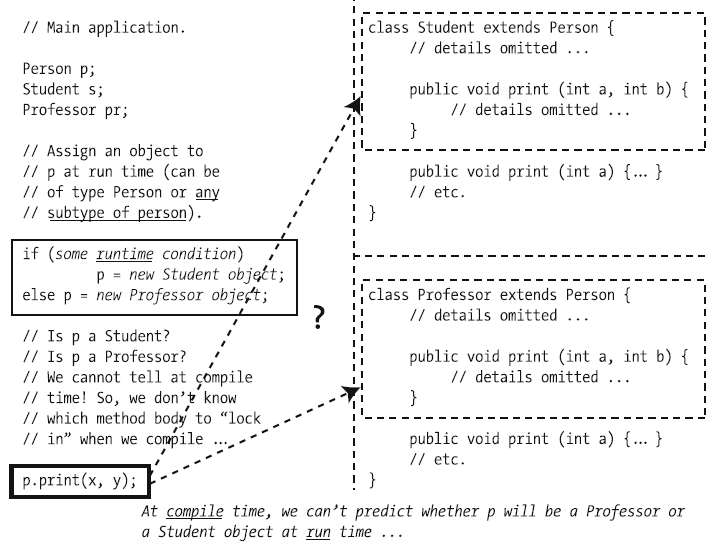 // Main application.
Person p;
Student s;
Professor pr;
// Assign an object to
// p at run time (can be
// of type Person or any
// subtype of person).
if (some runtime condition)
p = new Student object;
else p = new Professor object;
// Is p a Student?
// Is p a Professor?
// We cannot tell at compile
// time! So, we don’t know
// which method body to “lock
// in” when we compile …
p.print(x, y);
?
class Student extends Person {
// details omitted ...
public void print (int a, int b) {
// details omitted ...
}
public void print (int a) {… }
// etc.
}
class Professor extends Person {
// details omitted ...
public void print (int a, int b) {
// details omitted ...
}
public void print (int a) {… }
// etc.
}
At compile time, we can’t predict whether p will be a Professor or
a Student object at run time ...